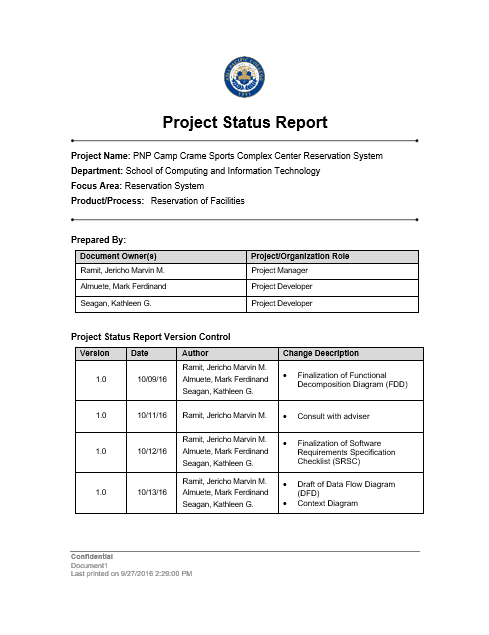 Project Status Report
Project Name: PNP Camp Crame Sports Complex Center Reservation System
Department: School of Computing and Information Technology
Focus Area: Reservation System
Product/Process: Reservation of Facilities
Prepared By:
Document Owner(s) Project/Organization Role
Ramit, Jericho Marvin M. Project Manager
Almuete, Mark Ferdinand Project Developer
Seagan, Kathleen G. Project Developer
Project Status Report Version Control
Version Date Author Change Description
1.0 10/09/16 Ramit, Jericho Marvin M.
Almuete, Mark Ferdinand
Seagan, Kathleen G.
• Finalization of Functional
Decomposition Diagram (FDD)
1.0 10/11/16 Ramit, Jericho Marvin M. • Consult with adviser
1.0 10/12/16 Ramit, Jericho Marvin M.
Almuete, Mark Ferdinand
Seagan, Kathleen G.
• Finalization of Software
Requirements Specification
Checklist (SRSC)
1.0 10/13/16 Ramit, Jericho Marvin M.
Almuete, Mark Ferdinand
Seagan, Kathleen G.
• Draft of Data Flow Diagram
(DFD)
• Context Diagram
Confidential
Document1
Last printed on 9/27/2016 2:29:00 PM